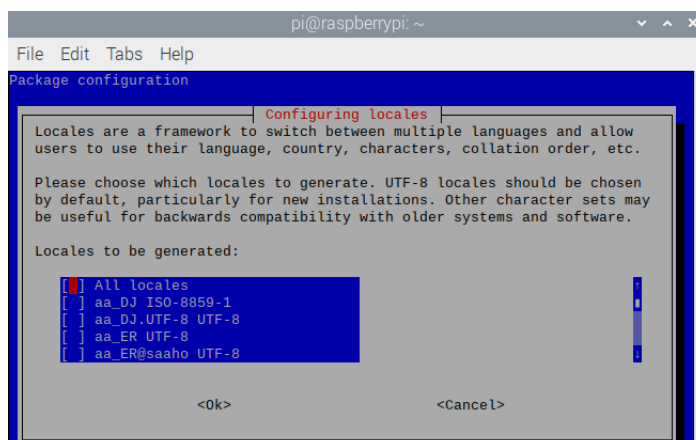 pi@raspberrypi: ~
File Edit Tabs Help
Package configuration
Configuring locales
Locales are a framework to switch between multiple languages and allow
users to use their language, country, characters, collation order, etc.
Please choose which locales to generate. UTF-8 locales should be chosen
by default, particularly for new installations. Other character sets may
be useful for backwards compatibility with older systems and software.
Locales to be generated:
[ ] All locales
[ ] aa_DJ ISO-8859-1
[ ] aa_DJ.UTF-8 UTF-8
[ ] aa_ER UTF-8
[ ] aa_ER@saaho UTF-8
<Ok> <Cancel>